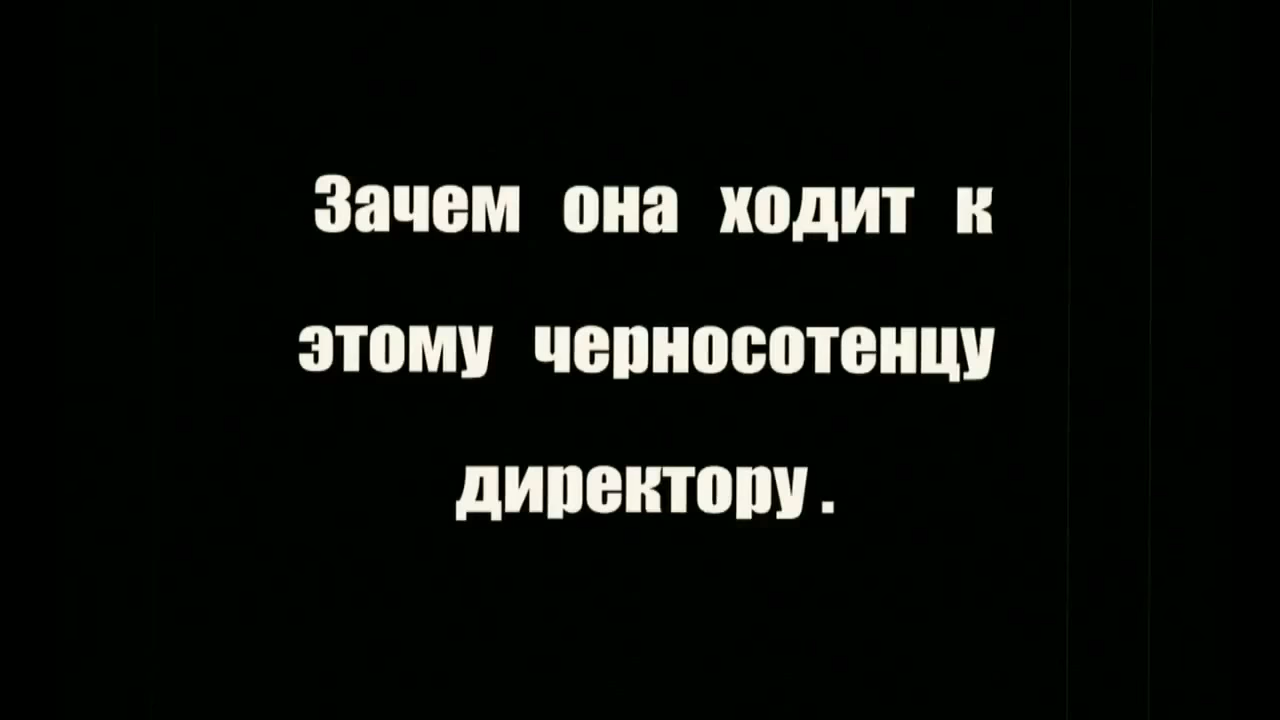 Зачем она ходит к
этому черносотенцу
директору .